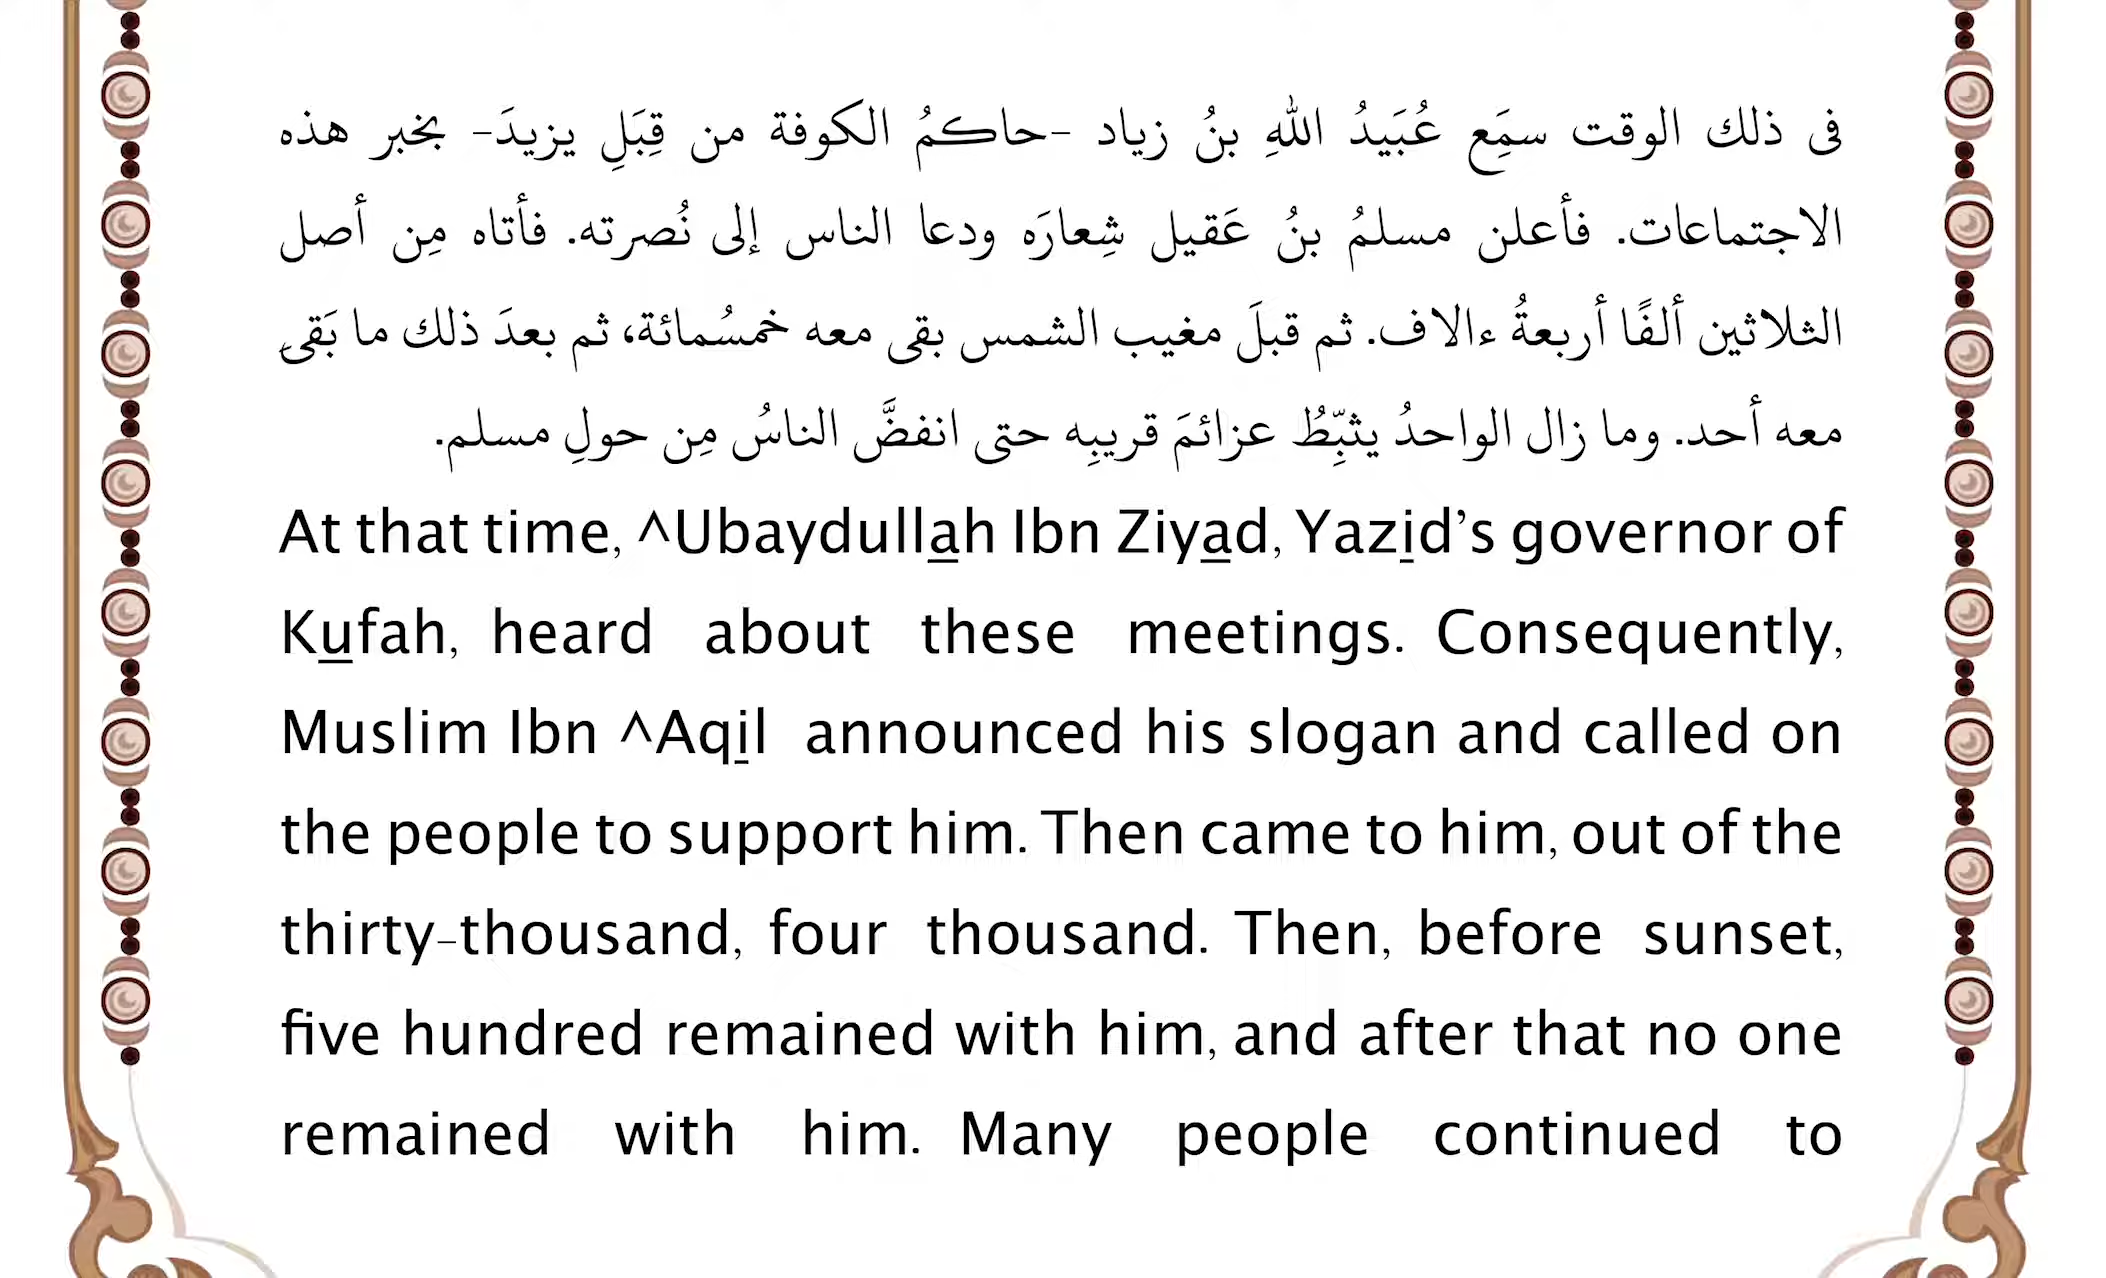 فى ذلك الوقت سمَِع عُبَيدُ اللهِ بنُ زياد -حاكمُ الكوفة من قِبَلِ يزيدَ- بخبر هذه
الاجتماعات. فأعلن مسلمُ بنُ عَقيل شِعارَه ودعا الناس إلى نُصرته. فأتاه مِن أصل
الثلاثين ألفًا أربعةُ ءالاف. ثم قبلَ مغيب الشمس بقى معه خمسُمائة، ثم بعدَ ذلك ما بَقىِ
معه أحد. وما زال الواحدُ يثبِّطُ عزائمَ قريبِه حتى انفضَّ الناسُ مِن حولِ مسلم.
At that time, ^Ubaydullah Ibn Ziyad, Yazid’s governor of
Kufah, heard about these meetings. Consequently,
Muslim Ibn ^Aqil announced his slogan and called on
the people to support him. Then came to him, out of the
thirty-thousand, four thousand. Then, before sunset,
five hundred remained with him, and after that no one
remained with him. Many people continued to